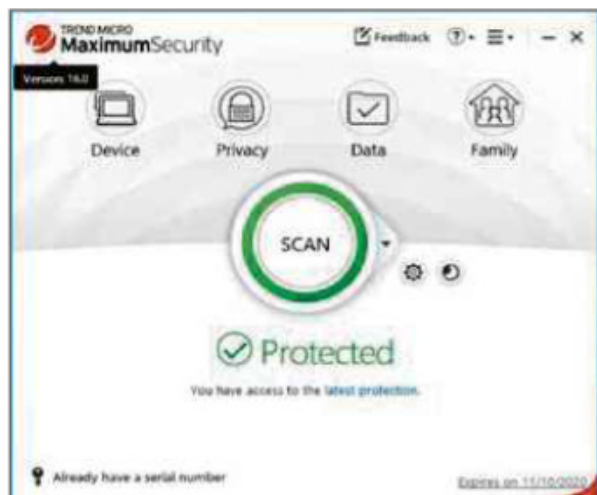 TREND MICRO
MaximumSecurity
Feedback
?
Version: 16.0
Device Privacy Data Family
SCAN
Protected
You have access to the latest protection.
Already have a serial number
Expires on 11/10/2020